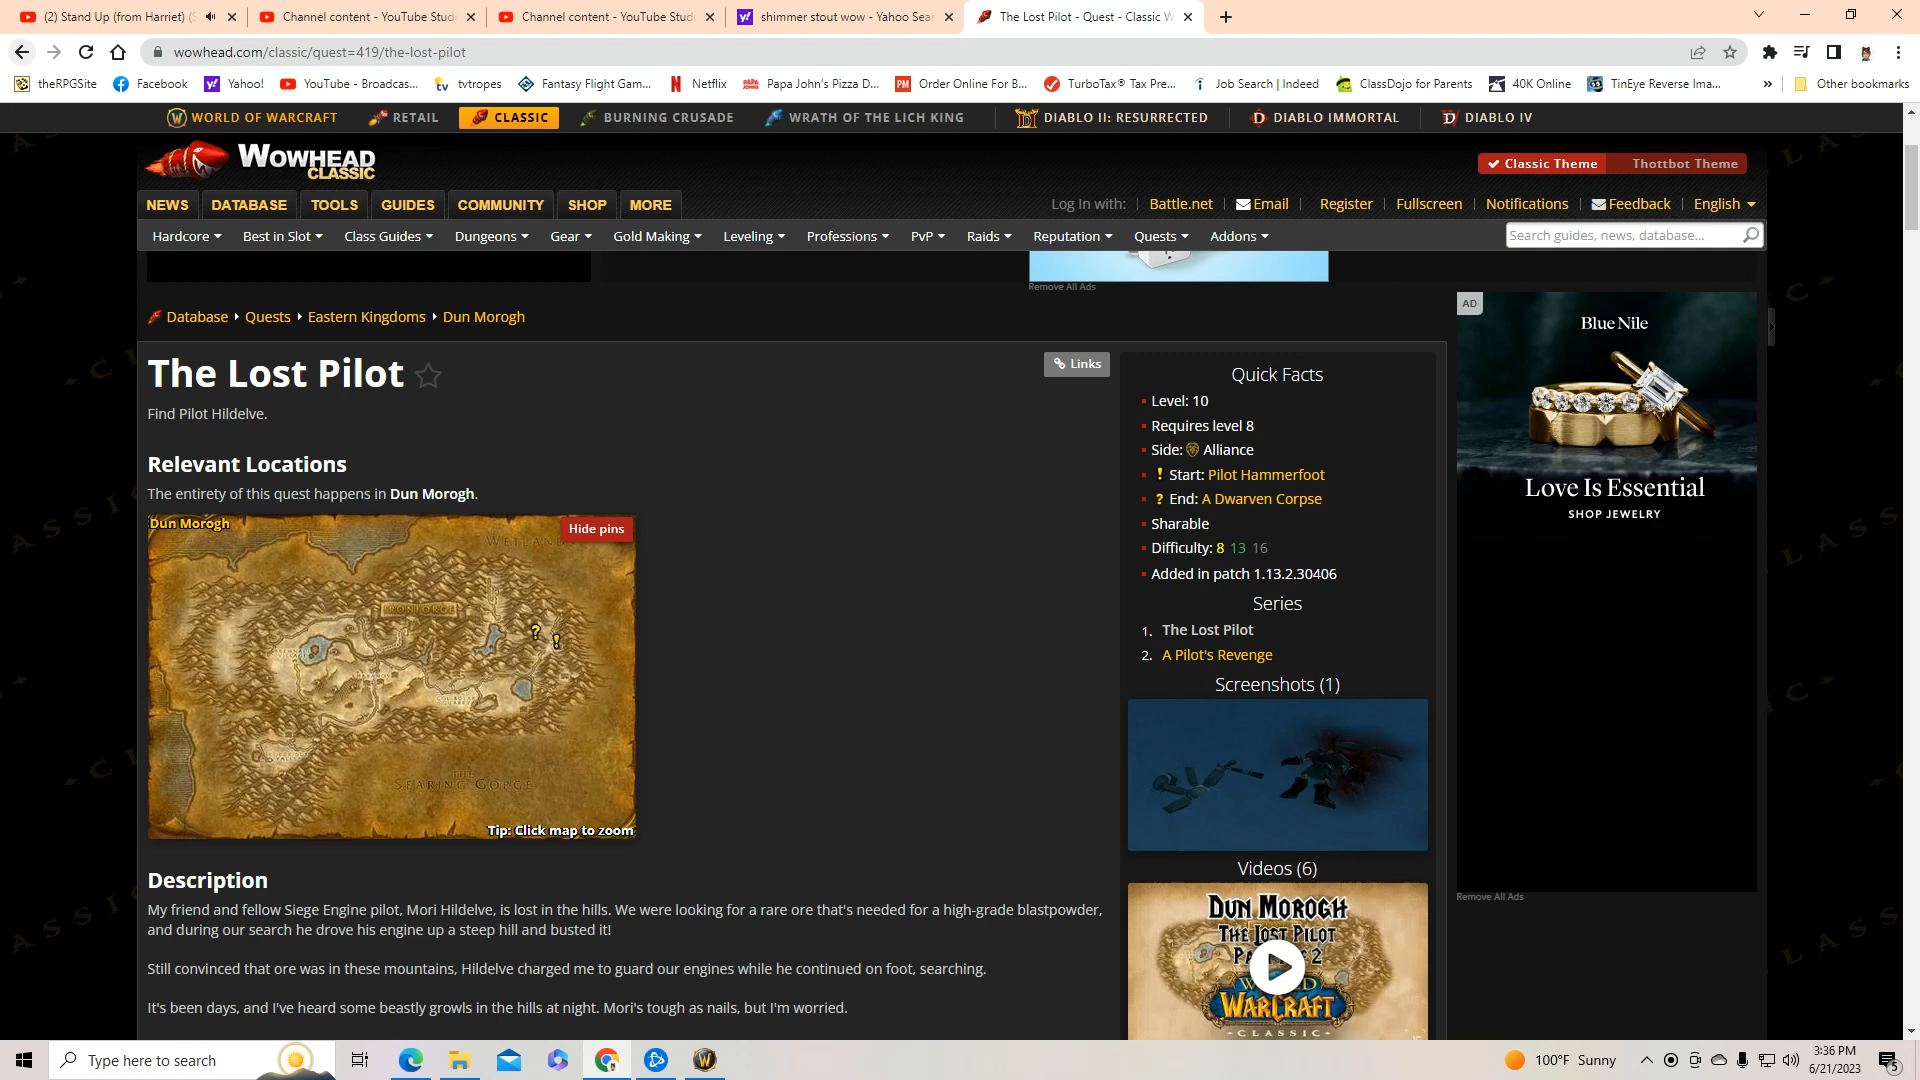 (2) Stand Up (from Harriet) (S
Channel content - YouTube Studi
Channel content - YouTube Studi
shimmer stout wow - Yahoo Sear
The Lost Pilot - Quest - Classic W
wowhead.com/classic/quest=419/the-lost-pilot
theRPGSite
Facebook
Yahoo!
YouTube - Broadcas...
tvtropes
Fantasy Flight Gam...
Netflix
Papa John's Pizza D...
Order Online For B...
TurboTax® Tax Pre...
Job Search | Indeed
ClassDojo for Parents
40K Online
TinEye Reverse Ima...
Other bookmarks
WORLD OF WARCRAFT
RETAIL
CLASSIC
BURNING CRUSADE
WRATH OF THE LICH KING
DIABLO II: RESURRECTED
DIABLO IMMORTAL
DIABLO IV
WOWHEAD
CLASSIC
Classic Theme
Thottbot Theme
NEWS DATABASE TOOLS GUIDES COMMUNITY SHOP MORE
Log In with: Battle.net Email Register Fullscreen Notifications Feedback English
Hardcore Best in Slot Class Guides Dungeons Gear Gold Making Leveling Professions PvP Raids Reputation Quests Addons
Search guides, news, database...
Remove All Ads
Database Quests Eastern Kingdoms Dun Morogh
The Lost Pilot
Links
Find Pilot Hildelve.
Relevant Locations
The entirety of this quest happens in Dun Morogh.
Dun Morogh
Hide pins
WETLAND
IRONFORGE
THE
SEARING GORGE
Tip: Click map to zoom
Description
My friend and fellow Siege Engine pilot, Mori Hildelve, is lost in the hills. We were looking for a rare ore that's needed for a high-grade blastpowder,
and during our search he drove his engine up a steep hill and busted it!
Still convinced that ore was in these mountains, Hildelve charged me to guard our engines while he continued on foot, searching.
It's been days, and I've heard some beastly growls in the hills at night. Mori's tough as nails, but I'm worried.
Quick Facts
Level: 10
Requires level 8
Side: Alliance
Start: Pilot Hammerfoot
End: A Dwarven Corpse
Sharable
Difficulty: 8 13 16
Added in patch 1.13.2.30406
Series
1. The Lost Pilot
2. A Pilot's Revenge
Screenshots (1)
Videos (6)
DUN MOROGH
THE LOST PILOT
WARCRAFT
CLASSIC
AD
Blue Nile
Love Is Essential
SHOP JEWELRY
Remove All Ads
Type here to search
100°F Sunny
3:36 PM
6/21/2023
5